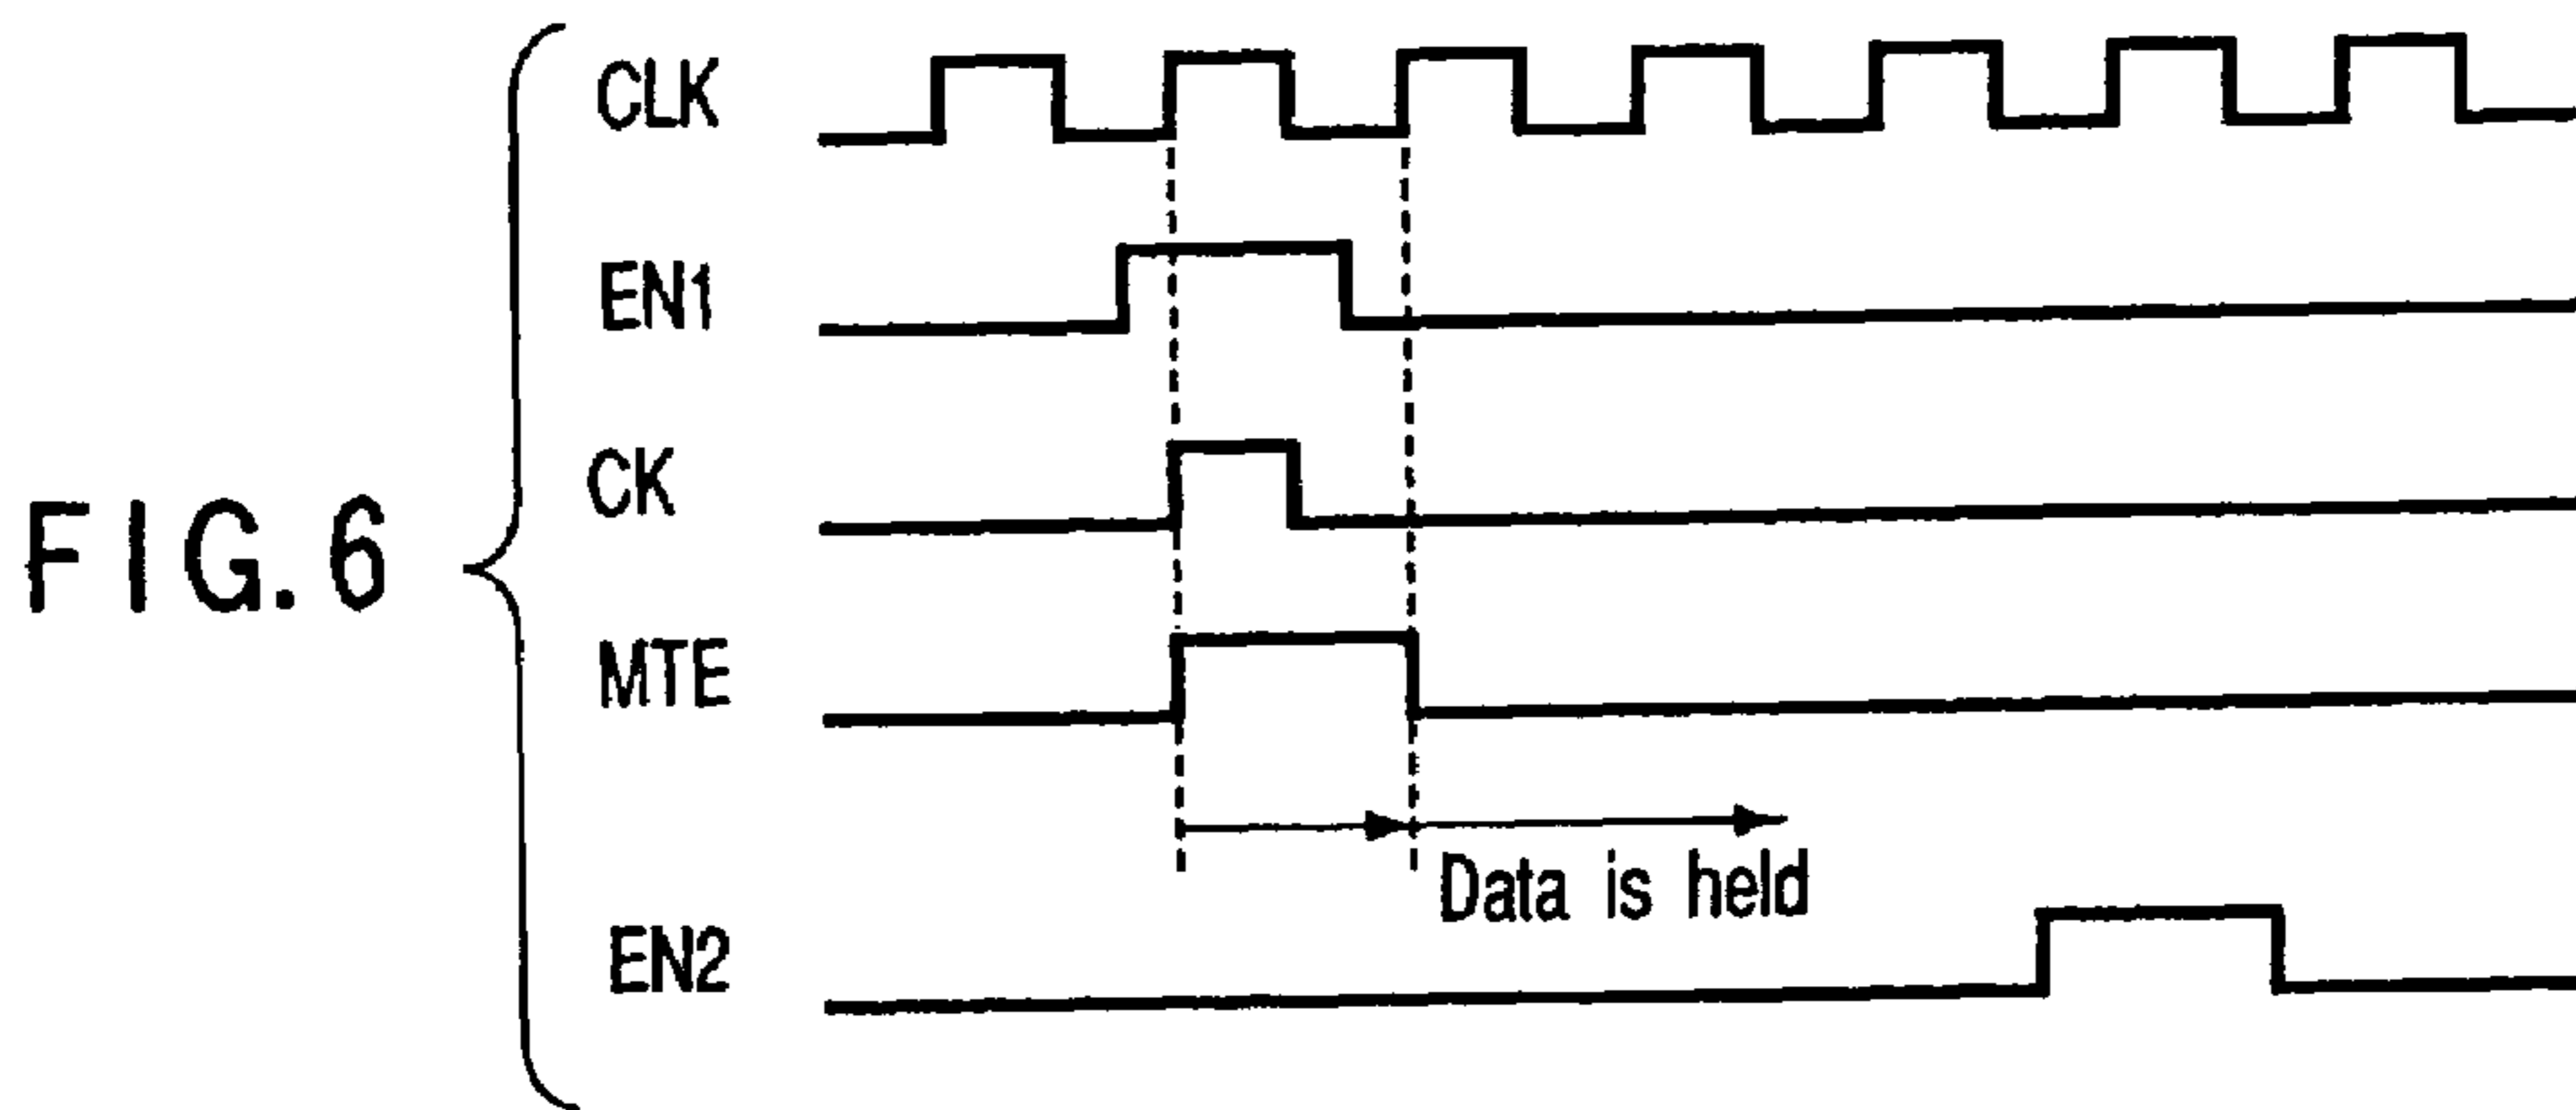 FIG. 6
CLK
EN1
CK
MTE
Data is held
EN2